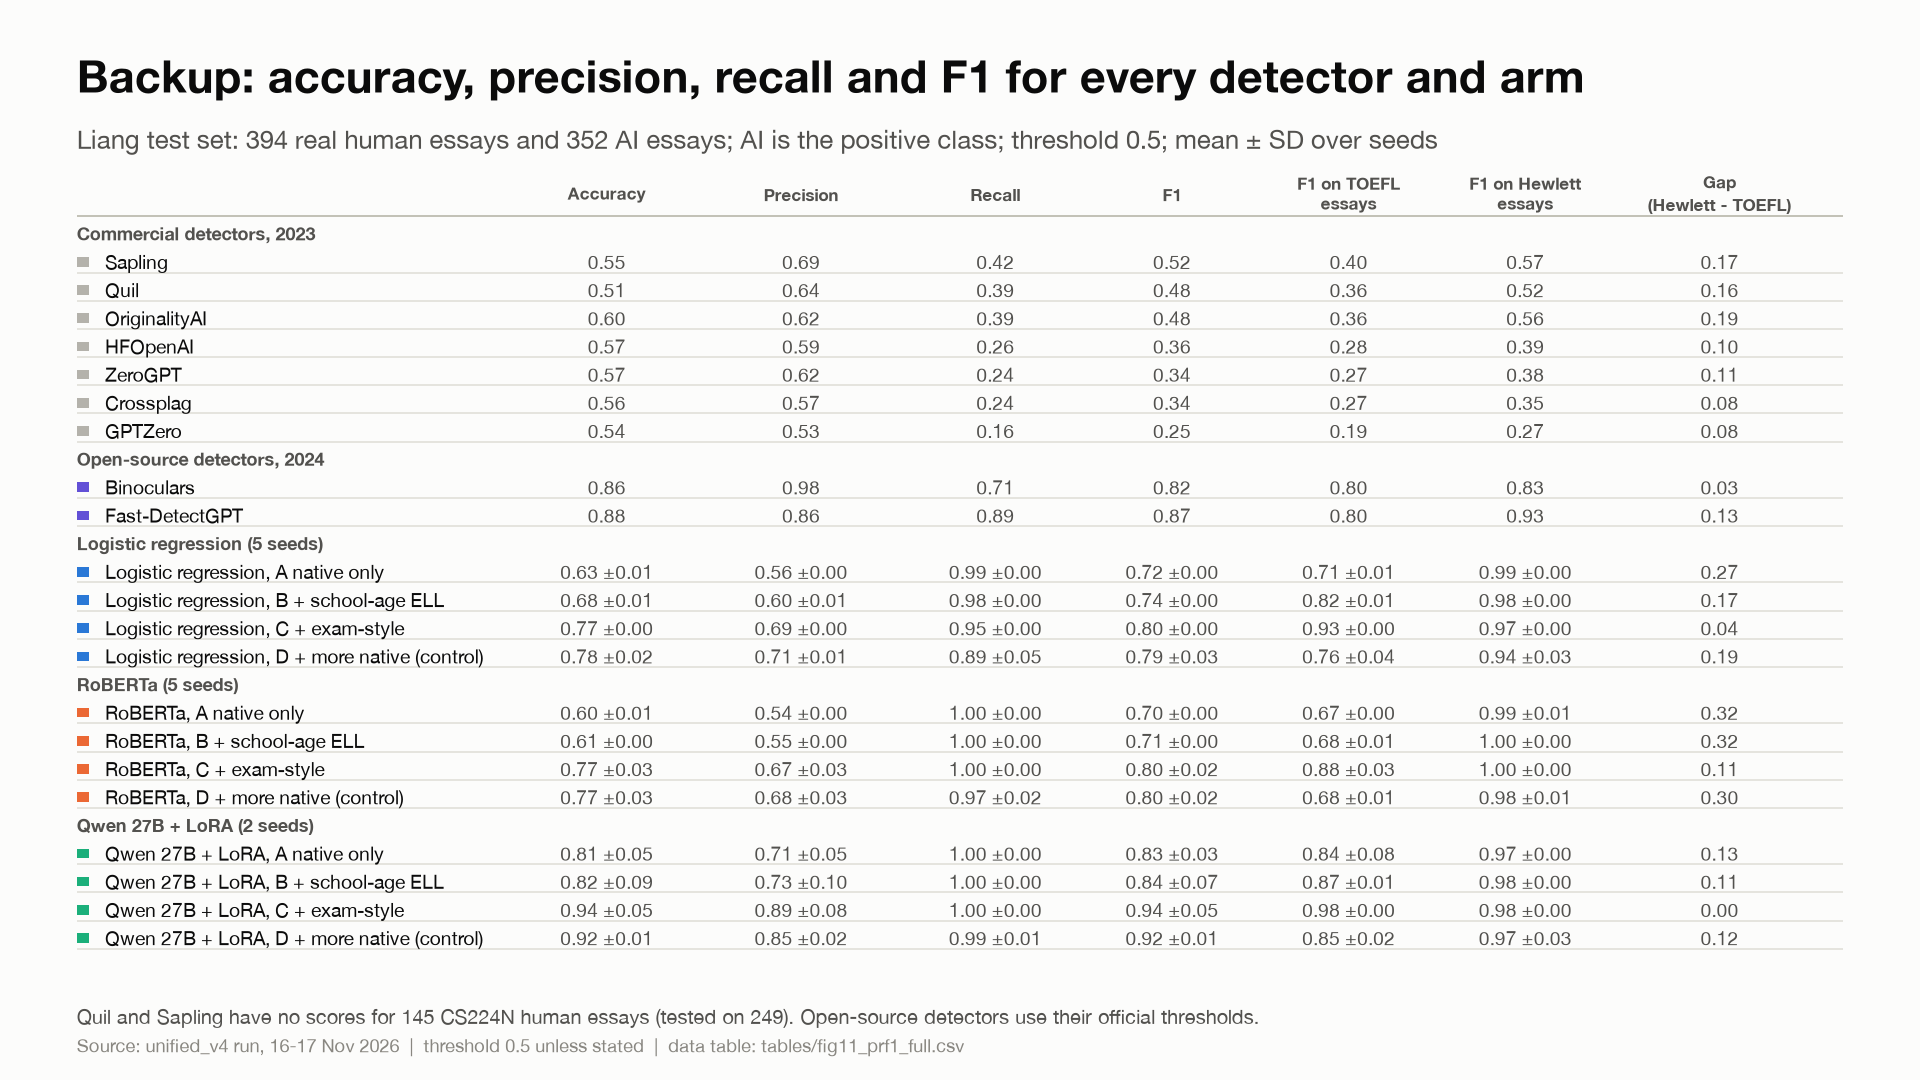 Backup: accuracy, precision, recall and F1 for every detector and arm
Liang test set: 394 real human essays and 352 AI essays; AI is the positive class; threshold 0.5; mean ± SD over seeds
Accuracy Precision Recall F1 F1 on TOEFL essays F1 on Hewlett essays Gap (Hewlett - TOEFL)
Commercial detectors, 2023
Sapling 0.55 0.69 0.42 0.52 0.40 0.57 0.17
Quil 0.51 0.64 0.39 0.48 0.36 0.52 0.16
OriginalityAI 0.60 0.62 0.39 0.48 0.36 0.56 0.19
HFOpenAI 0.57 0.59 0.26 0.36 0.28 0.39 0.10
ZeroGPT 0.57 0.62 0.24 0.34 0.27 0.38 0.11
Crossplag 0.56 0.57 0.24 0.34 0.27 0.35 0.08
GPTZero 0.54 0.53 0.16 0.25 0.19 0.27 0.08
Open-source detectors, 2024
Binoculars 0.86 0.98 0.71 0.82 0.80 0.83 0.03
Fast-DetectGPT 0.88 0.86 0.89 0.87 0.80 0.93 0.13
Logistic regression (5 seeds)
Logistic regression, A native only 0.63 ±0.01 0.56 ±0.00 0.99 ±0.00 0.72 ±0.00 0.71 ±0.01 0.99 ±0.00 0.27
Logistic regression, B + school-age ELL 0.68 ±0.01 0.60 ±0.01 0.98 ±0.00 0.74 ±0.00 0.82 ±0.01 0.98 ±0.00 0.17
Logistic regression, C + exam-style 0.77 ±0.00 0.69 ±0.00 0.95 ±0.00 0.80 ±0.00 0.93 ±0.00 0.97 ±0.00 0.04
Logistic regression, D + more native (control) 0.78 ±0.02 0.71 ±0.01 0.89 ±0.05 0.79 ±0.03 0.76 ±0.04 0.94 ±0.03 0.19
RoBERTa (5 seeds)
RoBERTa, A native only 0.60 ±0.01 0.54 ±0.00 1.00 ±0.00 0.70 ±0.00 0.67 ±0.00 0.99 ±0.01 0.32
RoBERTa, B + school-age ELL 0.61 ±0.00 0.55 ±0.00 1.00 ±0.00 0.71 ±0.00 0.68 ±0.01 1.00 ±0.00 0.32
RoBERTa, C + exam-style 0.77 ±0.03 0.67 ±0.03 1.00 ±0.00 0.80 ±0.02 0.88 ±0.03 1.00 ±0.00 0.11
RoBERTa, D + more native (control) 0.77 ±0.03 0.68 ±0.03 0.97 ±0.02 0.80 ±0.02 0.68 ±0.01 0.98 ±0.01 0.30
Qwen 27B + LoRA (2 seeds)
Qwen 27B + LoRA, A native only 0.81 ±0.05 0.71 ±0.05 1.00 ±0.00 0.83 ±0.03 0.84 ±0.08 0.97 ±0.00 0.13
Qwen 27B + LoRA, B + school-age ELL 0.82 ±0.09 0.73 ±0.10 1.00 ±0.00 0.84 ±0.07 0.87 ±0.01 0.98 ±0.00 0.11
Qwen 27B + LoRA, C + exam-style 0.94 ±0.05 0.89 ±0.08 1.00 ±0.00 0.94 ±0.05 0.98 ±0.00 0.98 ±0.00 0.00
Qwen 27B + LoRA, D + more native (control) 0.92 ±0.01 0.85 ±0.02 0.99 ±0.01 0.92 ±0.01 0.85 ±0.02 0.97 ±0.03 0.12
Quil and Sapling have no scores for 145 CS224N human essays (tested on 249). Open-source detectors use their official thresholds.
Source: unified_v4 run, 16-17 Nov 2026 | threshold 0.5 unless stated | data table: tables/fig11_prf1_full.csv